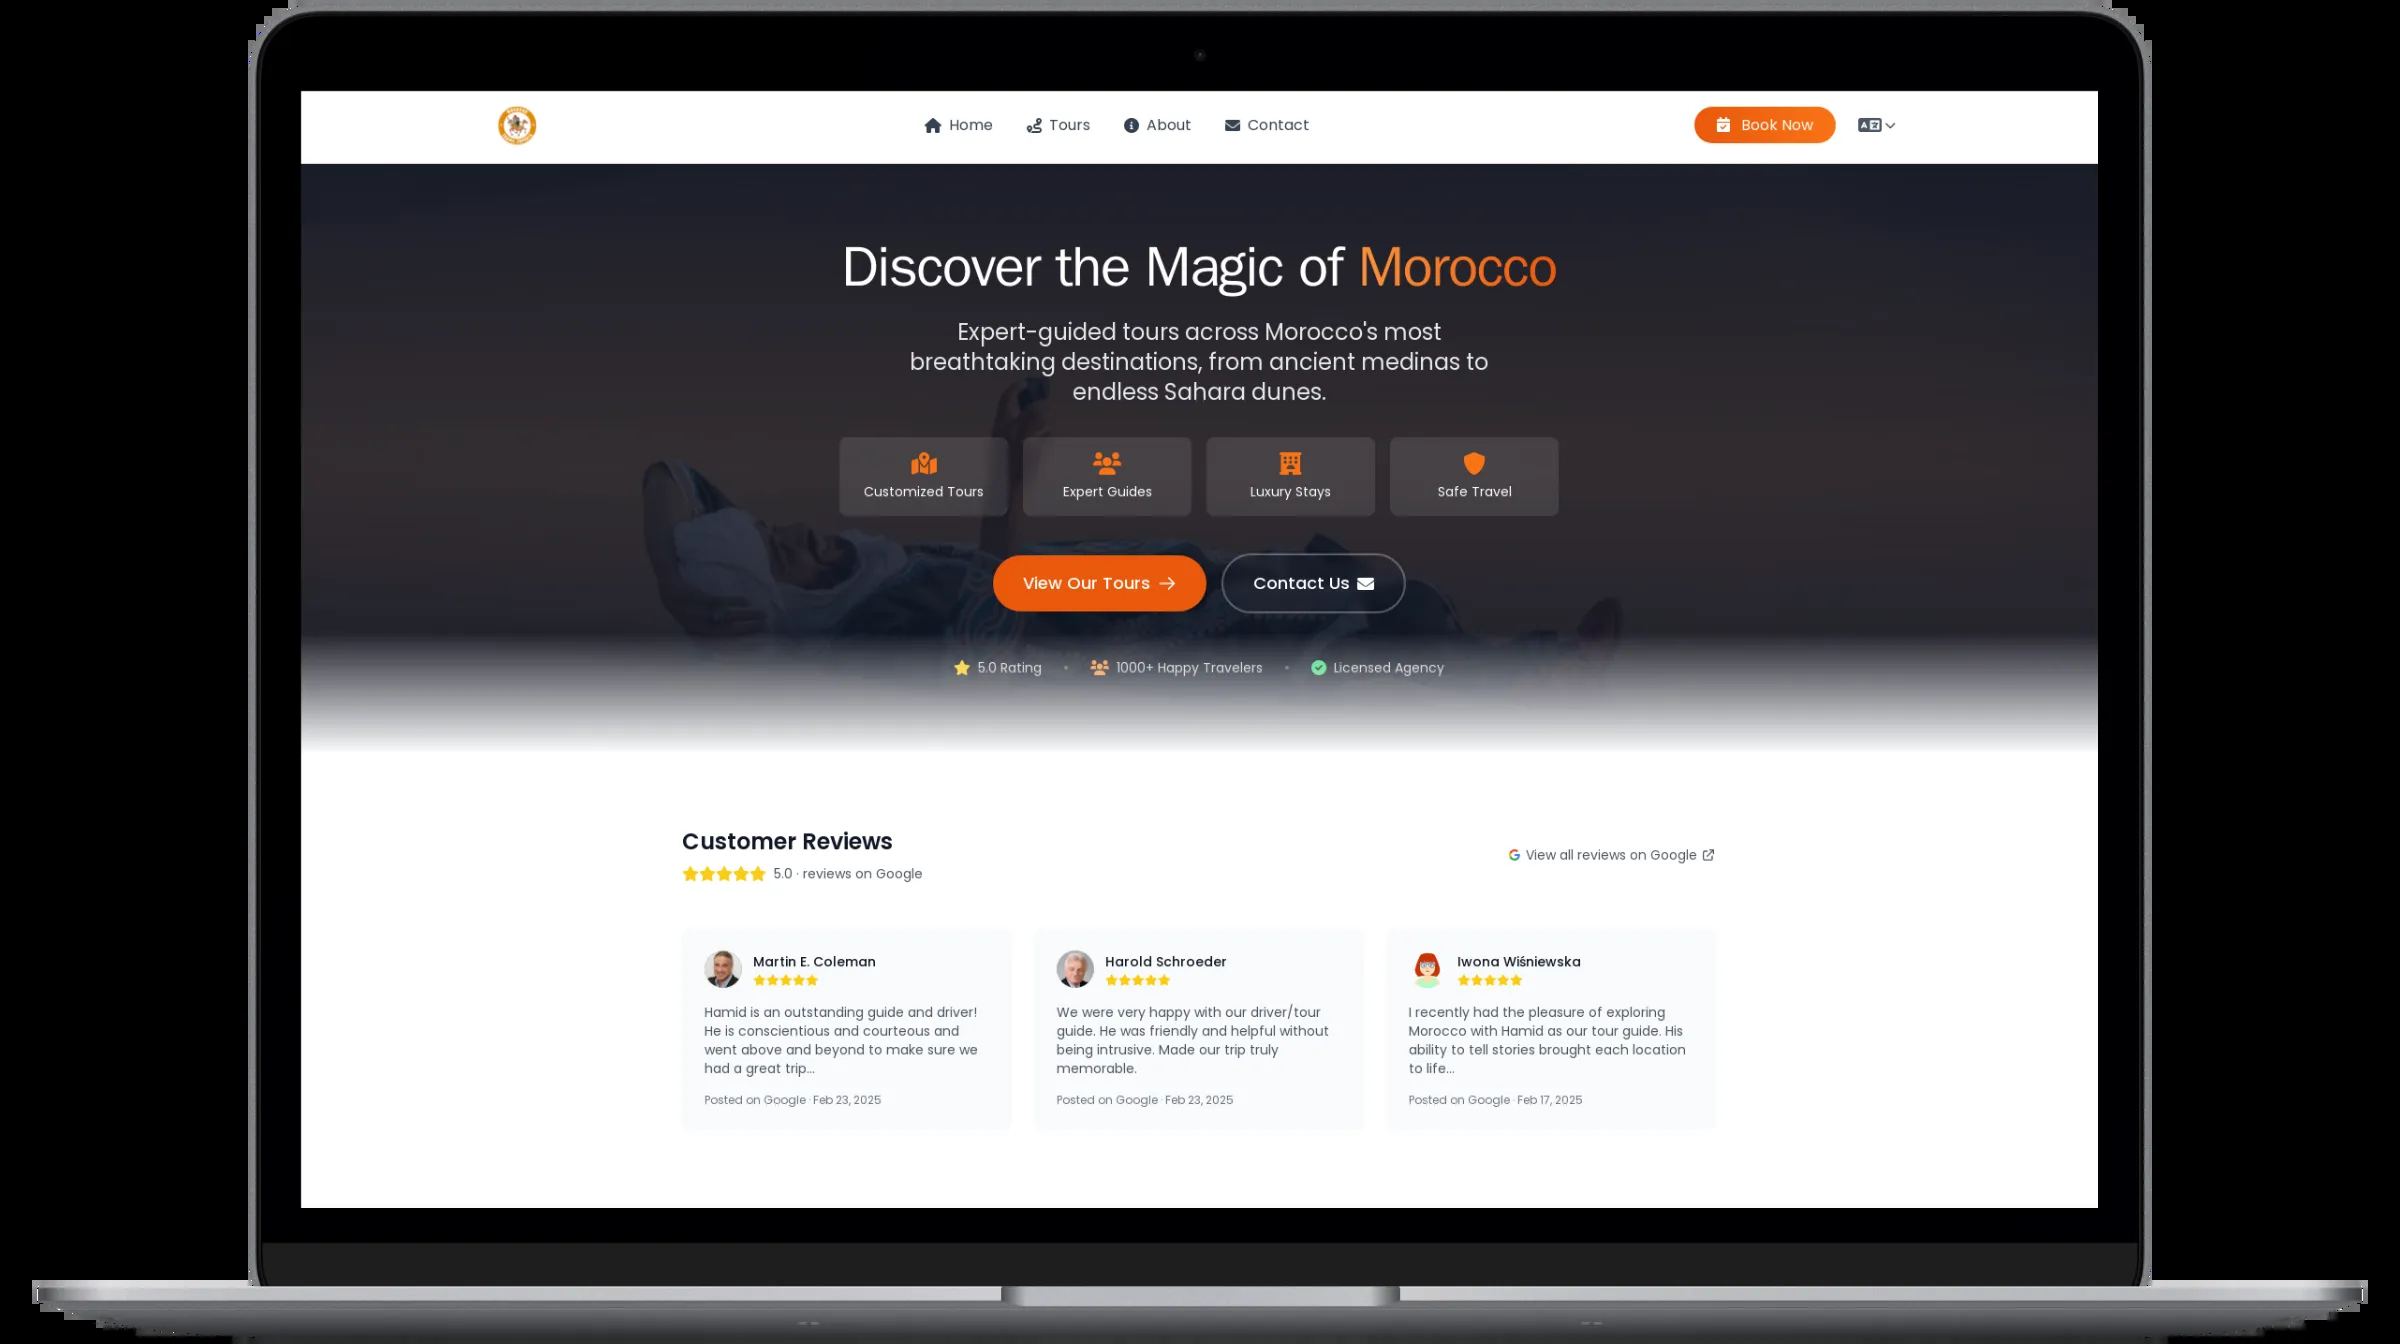 Home Tours About Contact Book Now
Discover the Magic of Morocco
Expert-guided tours across Morocco's most
breathtaking destinations, from ancient medinas to
endless Sahara dunes.
Customized Tours Expert Guides Luxury Stays Safe Travel
View Our Tours Contact Us
5.0 Rating • 1000+ Happy Travelers • Licensed Agency
Customer Reviews
5.0 · reviews on Google
View all reviews on Google
Martin E. Coleman
Hamid is an outstanding guide and driver!
He is conscientious and courteous and
went above and beyond to make sure we
had a great trip...
Posted on Google · Feb 23, 2025
Harold Schroeder
We were very happy with our driver/tour
guide. He was friendly and helpful without
being intrusive. Made our trip truly
memorable.
Posted on Google · Feb 23, 2025
Iwona Wiśniewska
I recently had the pleasure of exploring
Morocco with Hamid as our tour guide. His
ability to tell stories brought each location
to life...
Posted on Google · Feb 17, 2025